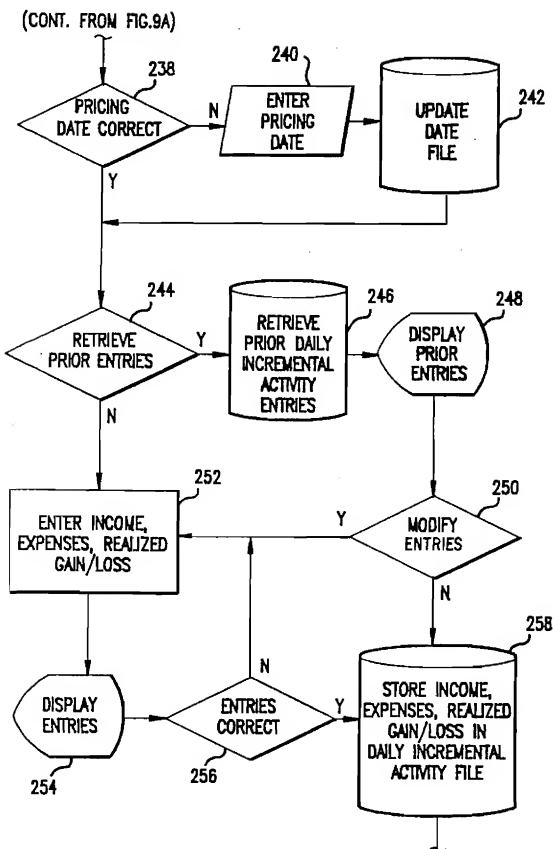 (CONT. FROM FIG.9A)
238
PRICING
DATE CORRECT
N
Y
240
ENTER
PRICING
DATE
UPDATE
DATE
FILE
242
244
RETRIEVE
PRIOR ENTRIES
Y
N
246
RETRIEVE
PRIOR DAILY
INCREMENTAL
ACTIVITY
ENTRIES
248
DISPLAY
PRIOR
ENTRIES
250
MODIFY
ENTRIES
Y
N
252
ENTER INCOME,
EXPENSES, REALIZED
GAIN/LOSS
DISPLAY
ENTRIES
254
N
ENTRIES
CORRECT
Y
256
258
STORE INCOME,
EXPENSES, REALIZED
GAIN/LOSS IN
DAILY INCREMENTAL
ACTIVITY FILE